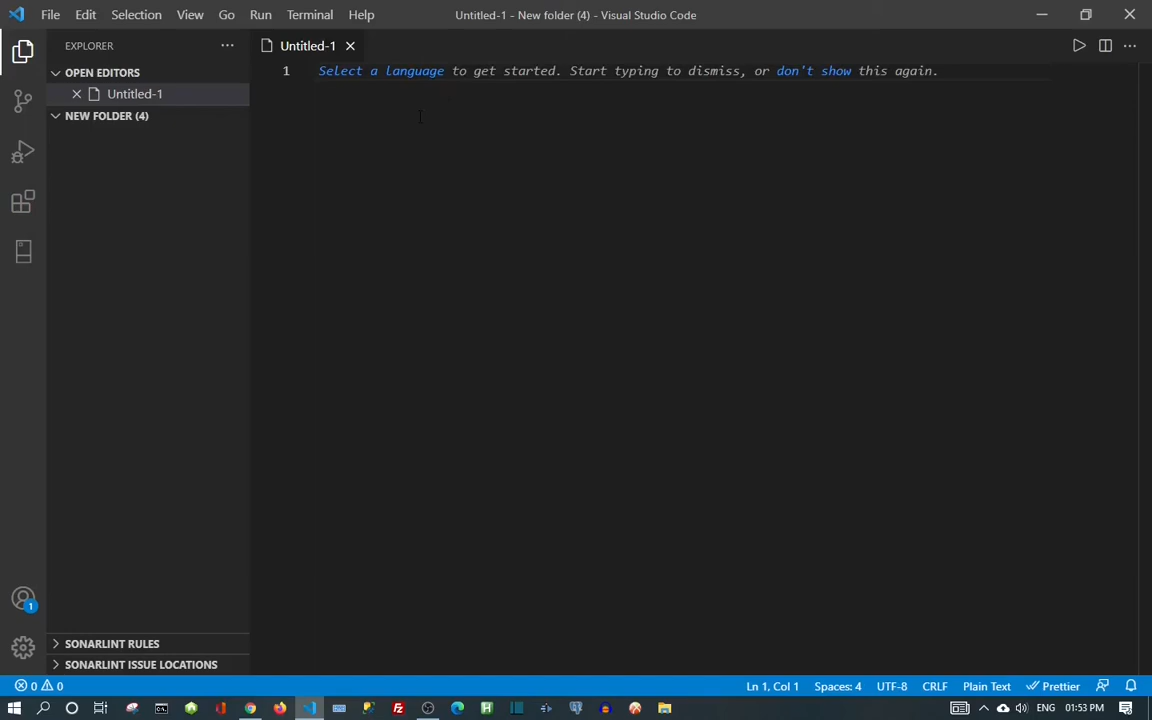 File Edit Selection View Go Run Terminal Help Untitled-1 - New folder (4) - Visual Studio Code
EXPLORER
Untitled-1
OPEN EDITORS
1 Select a language to get started. Start typing to dismiss, or don't show this again.
Untitled-1
NEW FOLDER (4)
1
SONARLINT RULES
SONARLINT ISSUE LOCATIONS
0 0 Ln 1, Col 1 Spaces: 4 UTF-8 CRLF Plain Text Prettier
ENG 01:53 PM